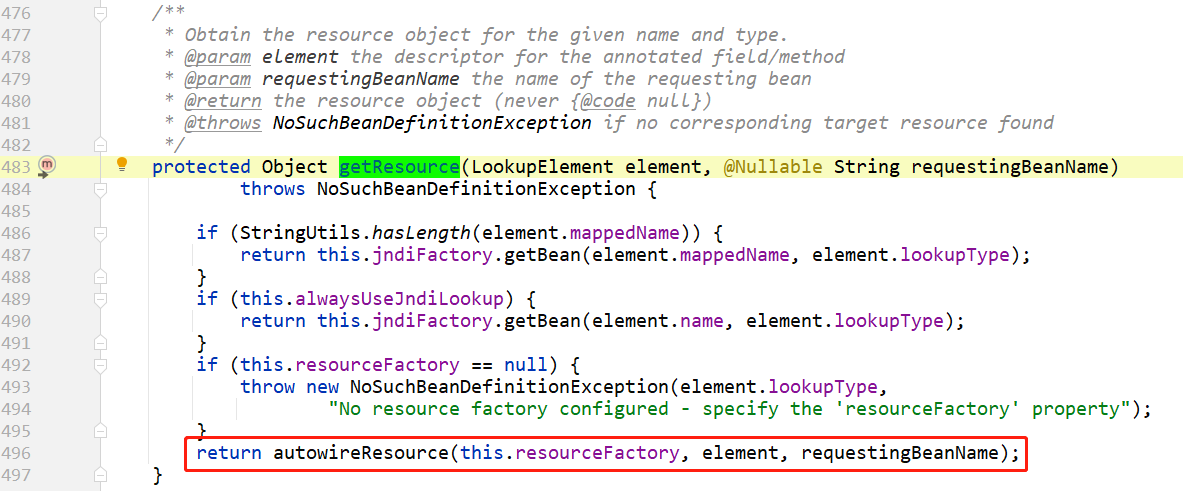 476 /**
477 * Obtain the resource object for the given name and type.
478 * @param element the descriptor for the annotated field/method
479 * @param requestingBeanName the name of the requesting bean
480 * @return the resource object (never {@code null})
481 * @throws NoSuchBeanDefinitionException if no corresponding target resource found
482 */
483 m protected Object getResource(LookupElement element, @Nullable String requestingBeanName)
484 throws NoSuchBeanDefinitionException {
485
486 if (StringUtils.hasLength(element.mappedName)) {
487 return this.jndiFactory.getBean(element.mappedName, element.lookupType);
488 }
489 if (this.alwaysUseJndiLookup) {
490 return this.jndiFactory.getBean(element.name, element.lookupType);
491 }
492 if (this.resourceFactory == null) {
493 throw new NoSuchBeanDefinitionException(element.lookupType,
494 "No resource factory configured - specify the 'resourceFactory' property");
495 }
496 return autowireResource(this.resourceFactory, element, requestingBeanName);
497 }